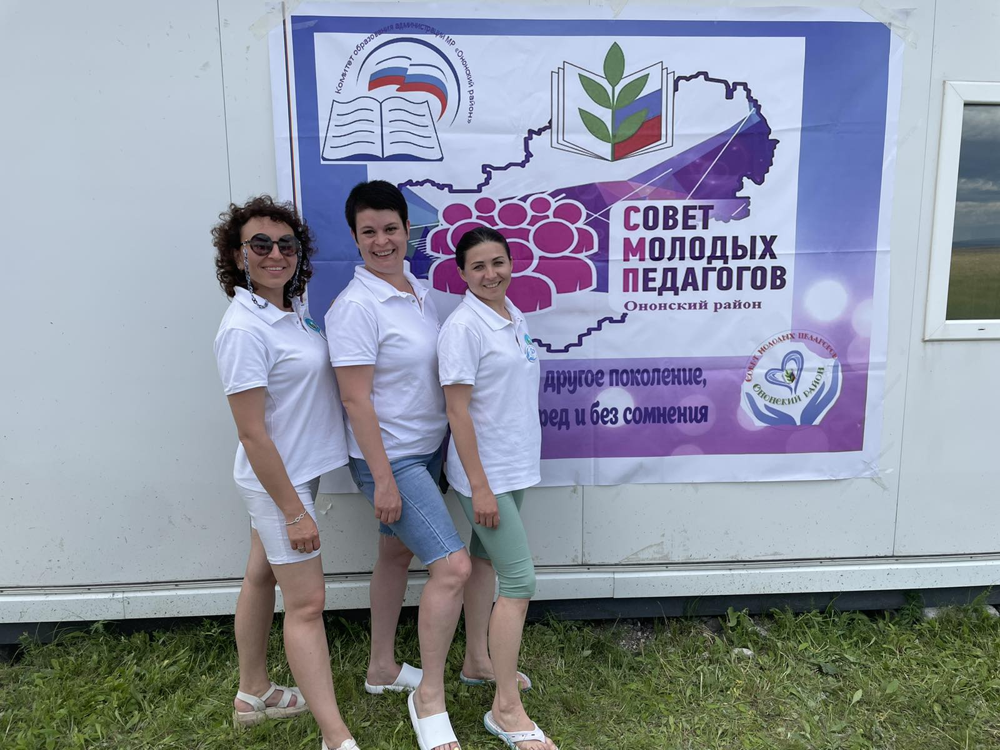 Комитет образования администрации МР «Ононский район»
СОВЕТ
МОЛОДЫХ
ПЕДАГОГОВ
Ононский район
другое поколение,
и без сомнения
СОВЕТ МОЛОДЫХ ПЕДАГОГОВ
ОНОНСКИЙ РАЙОН